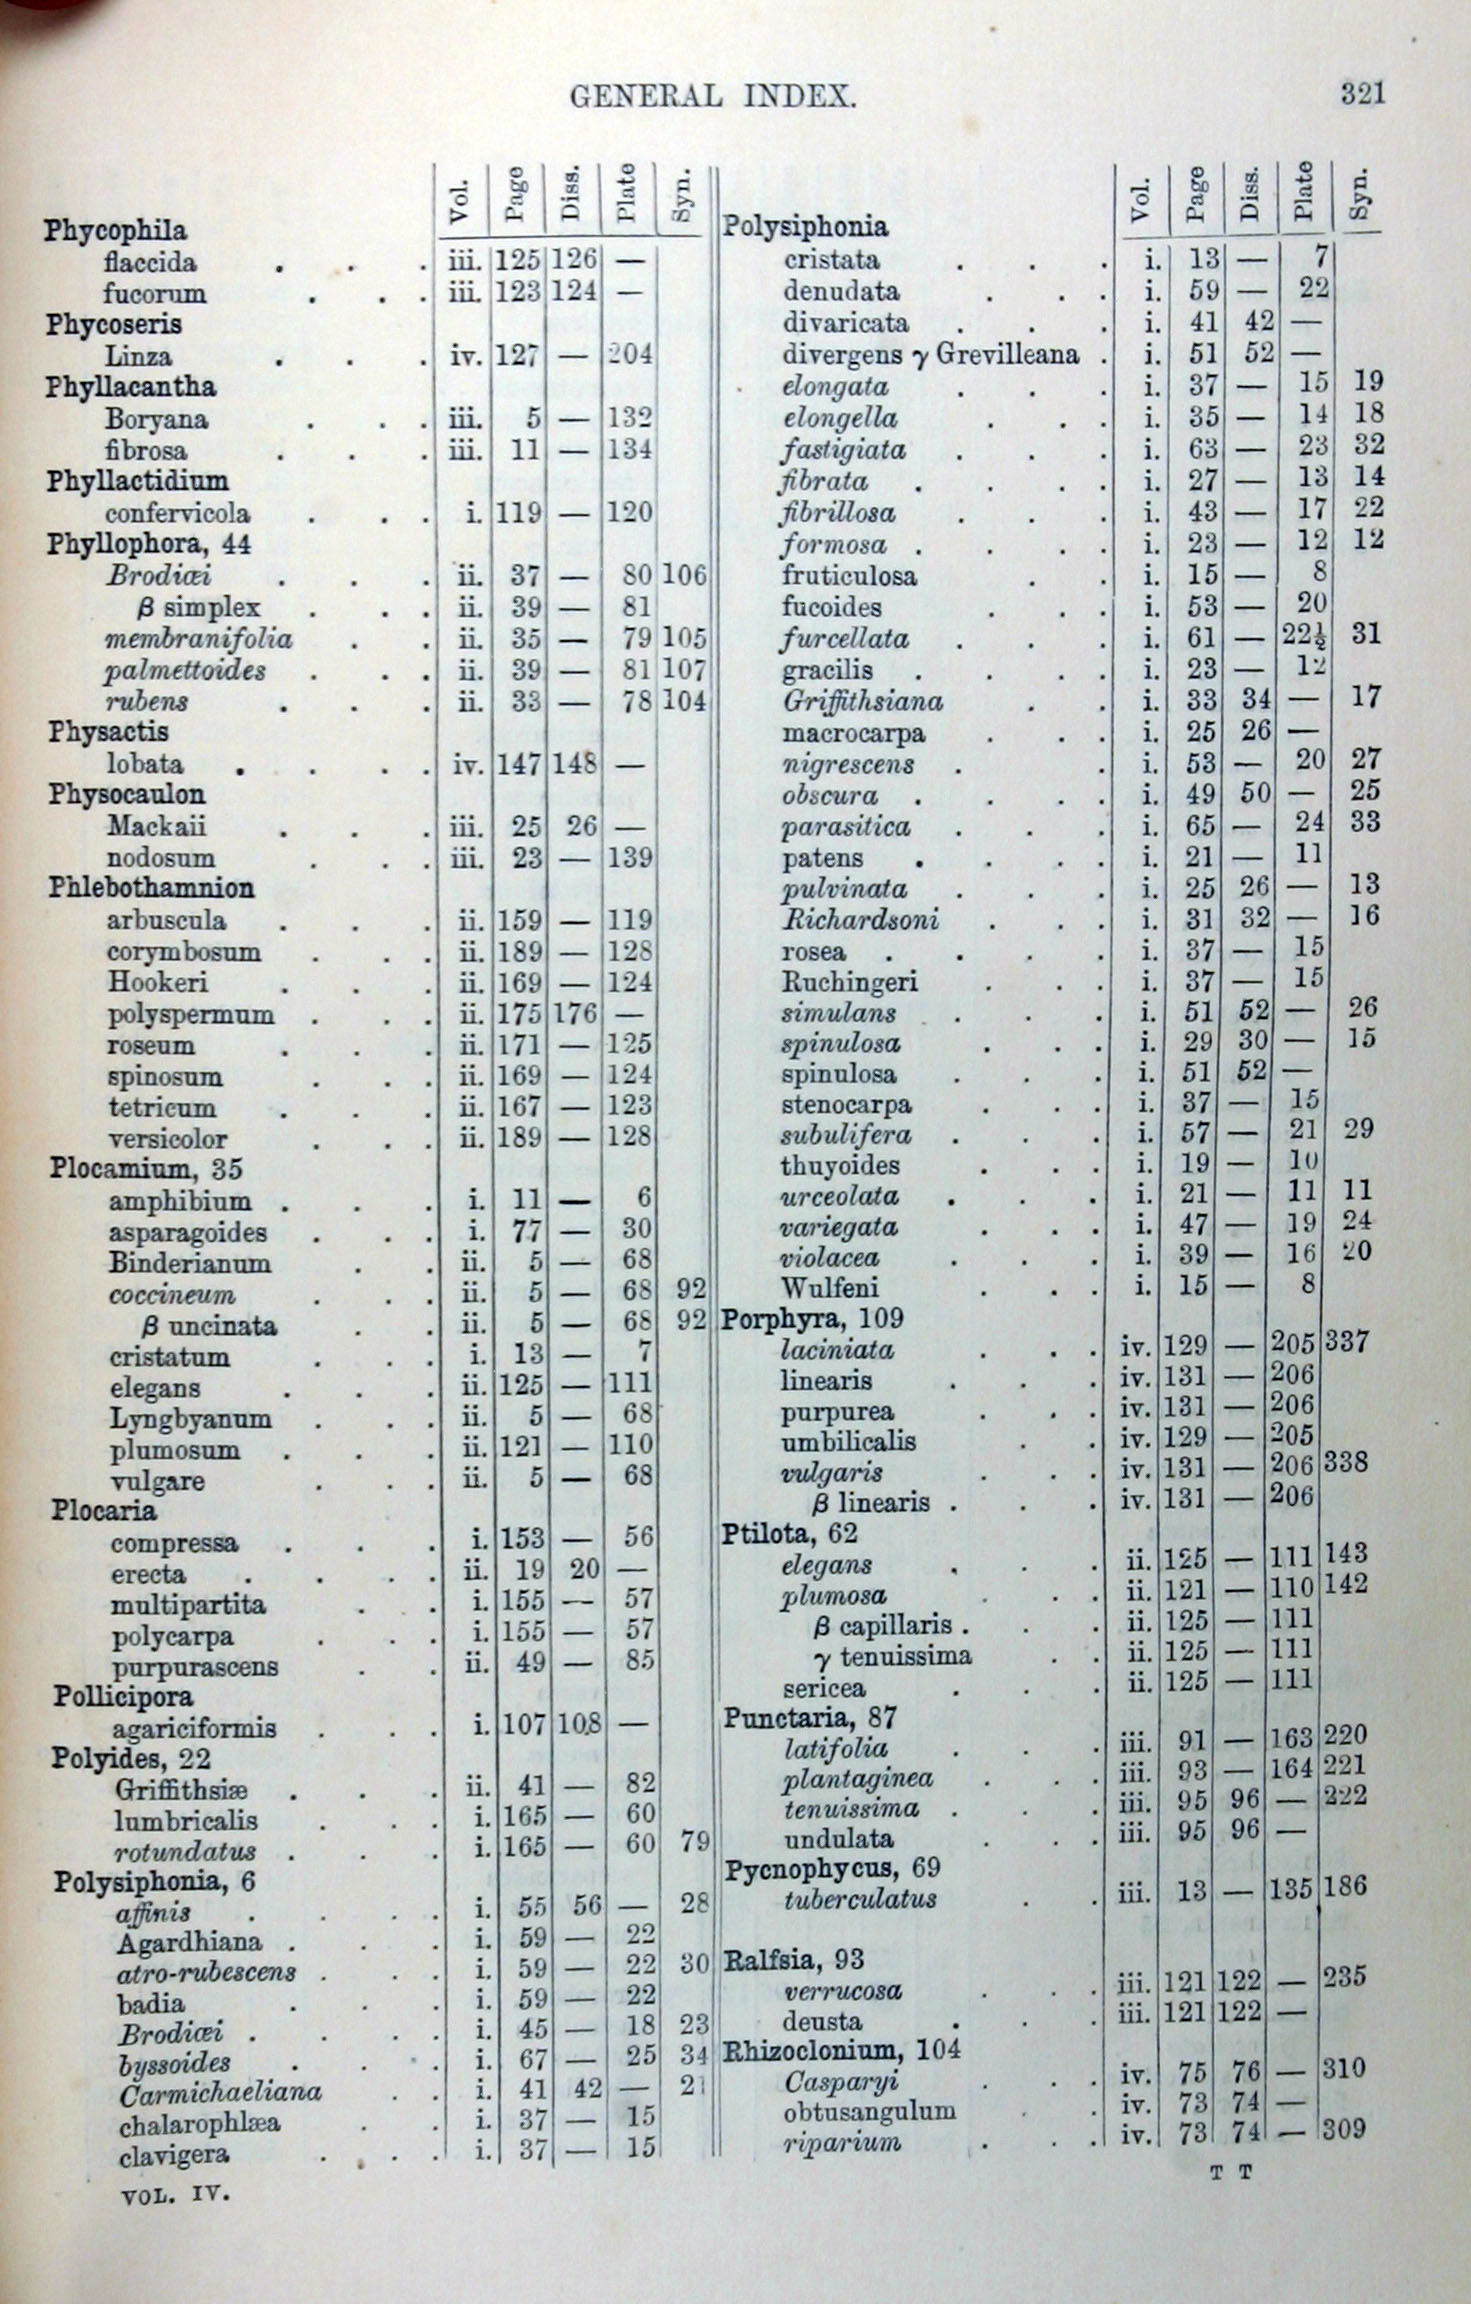 GENERAL INDEX. 321
Vol. Page Diss. Plate Syn.
Phycophila
flaccida . . . iii. 125 126 —
fucorum . . . iii. 123 124 —
Phycoseris
Linza . . . iv. 127 — 204
Phyllacantha
Boryana . . . iii. 5 — 132
fibrosa . . . iii. 11 — 134
Phyllactidium
confervicola . . . i. 119 — 120
Phyllophora, 44
Brodiæi . . . ii. 37 — 80 106
β simplex . . . ii. 39 — 81
membranifolia . . ii. 35 — 79 105
palmettoides . . . ii. 39 — 81 107
rubens . . . ii. 33 — 78 104
Physactis
lobata . . . . iv. 147 148 —
Physocaulon
Mackaii . . . iii. 25 26 —
nodosum . . . iii. 23 — 139
Phlebothamnion
arbuscula . . . ii. 159 — 119
corymbosum . . . ii. 189 — 128
Hookeri . . . ii. 169 — 124
polyspermum . . . ii. 175 176 —
roseum . . . ii. 171 — 125
spinosum . . . ii. 169 — 124
tetricum . . . ii. 167 — 123
versicolor . . . ii. 189 — 128
Plocamium, 35
amphibium . . . i. 11 — 6
asparagoides . . . i. 77 — 30
Binderianum . . ii. 5 — 68
coccineum . . . ii. 5 — 68 92
β uncinata . . ii. 5 — 68 92
cristatum . . . i. 13 — 7
elegans . . . ii. 125 — 111
Lyngbyanum . . . ii. 5 — 68
plumosum . . . ii. 121 — 110
vulgare . . . ii. 5 — 68
Plocaria
compressa . . . i. 153 — 56
erecta . . . . ii. 19 20 —
multipartita . . i. 155 — 57
polycarpa . . . i. 155 — 57
purpurascens . . ii. 49 — 85
Pollicipora
agariciformis . . . i. 107 108 —
Polyides, 22
Griffithsiæ . . . ii. 41 — 82
lumbricalis . . . i. 165 — 60
rotundatus . . . i. 165 — 60 79
Polysiphonia, 6
affinis . . . . i. 55 56 — 28
Agardhiana . . . i. 59 — 22
atro-rubescens . . . i. 59 — 22 30
badia . . . i. 59 — 22
Brodiæi . . . . i. 45 — 18 23
byssoides . . . i. 67 — 25 34
Carmichaeliana . . i. 41 42 — 21
chalarophlæa . . i. 37 — 15
clavigera . . . . i. 37 — 15
VOL. IV.
Vol. Page Diss. Plate Syn.
Polysiphonia
cristata . . . i. 13 — 7
denudata . . . i. 59 — 22
divaricata . . . i. 41 42 —
divergens γ Grevilleana . i. 51 52 —
elongata . . . i. 37 — 15 19
elongella . . . i. 35 — 14 18
fastigiata . . . i. 63 — 23 32
fibrata . . . . i. 27 — 13 14
fibrillosa . . . i. 43 — 17 22
formosa . . . . i. 23 — 12 12
fruticulosa . . i. 15 — 8
fucoides . . . i. 53 — 20
furcellata . . . i. 61 — 22½ 31
gracilis . . . . i. 23 — 12
Griffithsiana . . i. 33 34 — 17
macrocarpa . . . i. 25 26 —
nigrescens . . i. 53 — 20 27
obscura . . . . i. 49 50 — 25
parasitica . . . i. 65 — 24 33
patens . . . . i. 21 — 11
pulvinata . . . i. 25 26 — 13
Richardsoni . . . i. 31 32 — 16
rosea . . . . i. 37 — 15
Ruchingeri . . . i. 37 — 15
simulans . . . i. 51 52 — 26
spinulosa . . . i. 29 30 — 15
spinulosa . . . i. 51 52 —
stenocarpa . . . i. 37 — 15
subulifera . . . i. 57 — 21 29
thuyoides . . . i. 19 — 10
urceolata . . . i. 21 — 11 11
variegata . . . i. 47 — 19 24
violacea . . . i. 39 — 16 20
Wulfeni . . . i. 15 — 8
Porphyra, 109
laciniata . . . iv. 129 — 205 337
linearis . . . iv. 131 — 206
purpurea . . . iv. 131 — 206
umbilicalis . . iv. 129 — 205
vulgaris . . . iv. 131 — 206 338
β linearis . . . iv. 131 — 206
Ptilota, 62
elegans . . . ii. 125 — 111 143
plumosa . . . ii. 121 — 110 142
β capillaris . . . ii. 125 — 111
γ tenuissima . . ii. 125 — 111
sericea . . . ii. 125 — 111
Punctaria, 87
latifolia . . . iii. 91 — 163 220
plantaginea . . . iii. 93 — 164 221
tenuissima . . . iii. 95 96 — 222
undulata . . . iii. 95 96 —
Pycnophycus, 69
tuberculatus . . iii. 13 — 135 186
Ralfsia, 93
verrucosa . . . iii. 121 122 — 235
deusta . . . iii. 121 122 —
Rhizoclonium, 104
Casparyi . . . iv. 75 76 — 310
obtusangulum . . iv. 73 74 —
riparium . . . iv. 73 74 — 309
T T